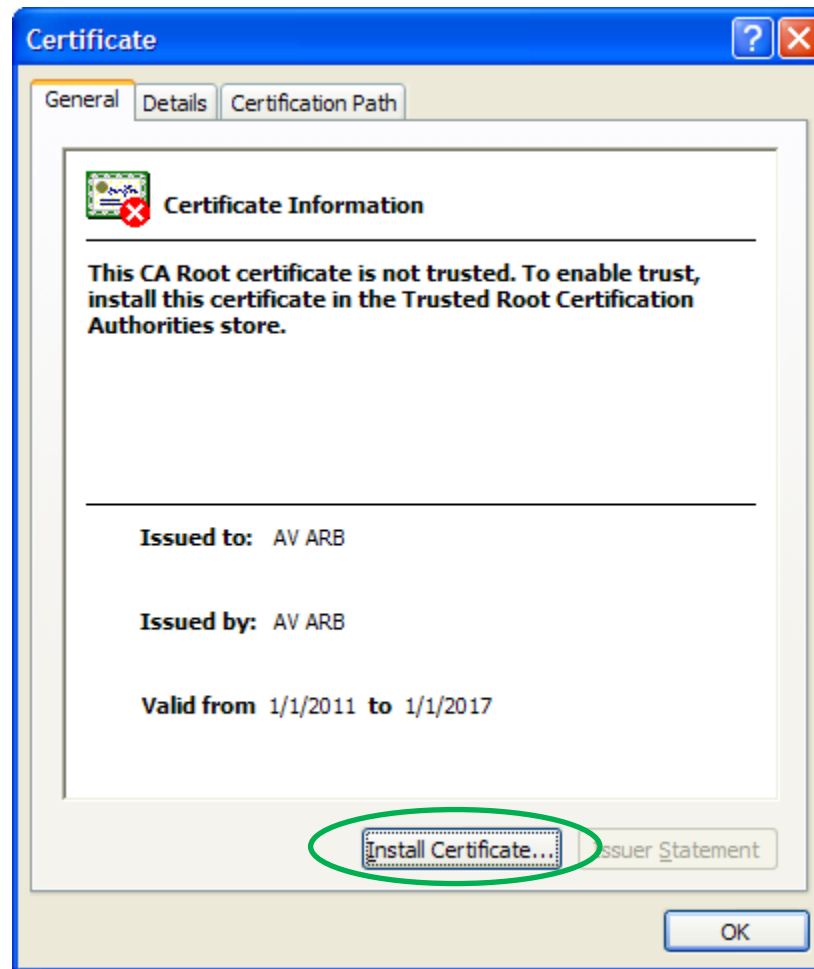 Certificate
General Details Certification Path
Certificate Information
This CA Root certificate is not trusted. To enable trust,
install this certificate in the Trusted Root Certification
Authorities store.
Issued to: AV ARB
Issued by: AV ARB
Valid from 1/1/2011 to 1/1/2017
Install Certificate... Issuer Statement
OK